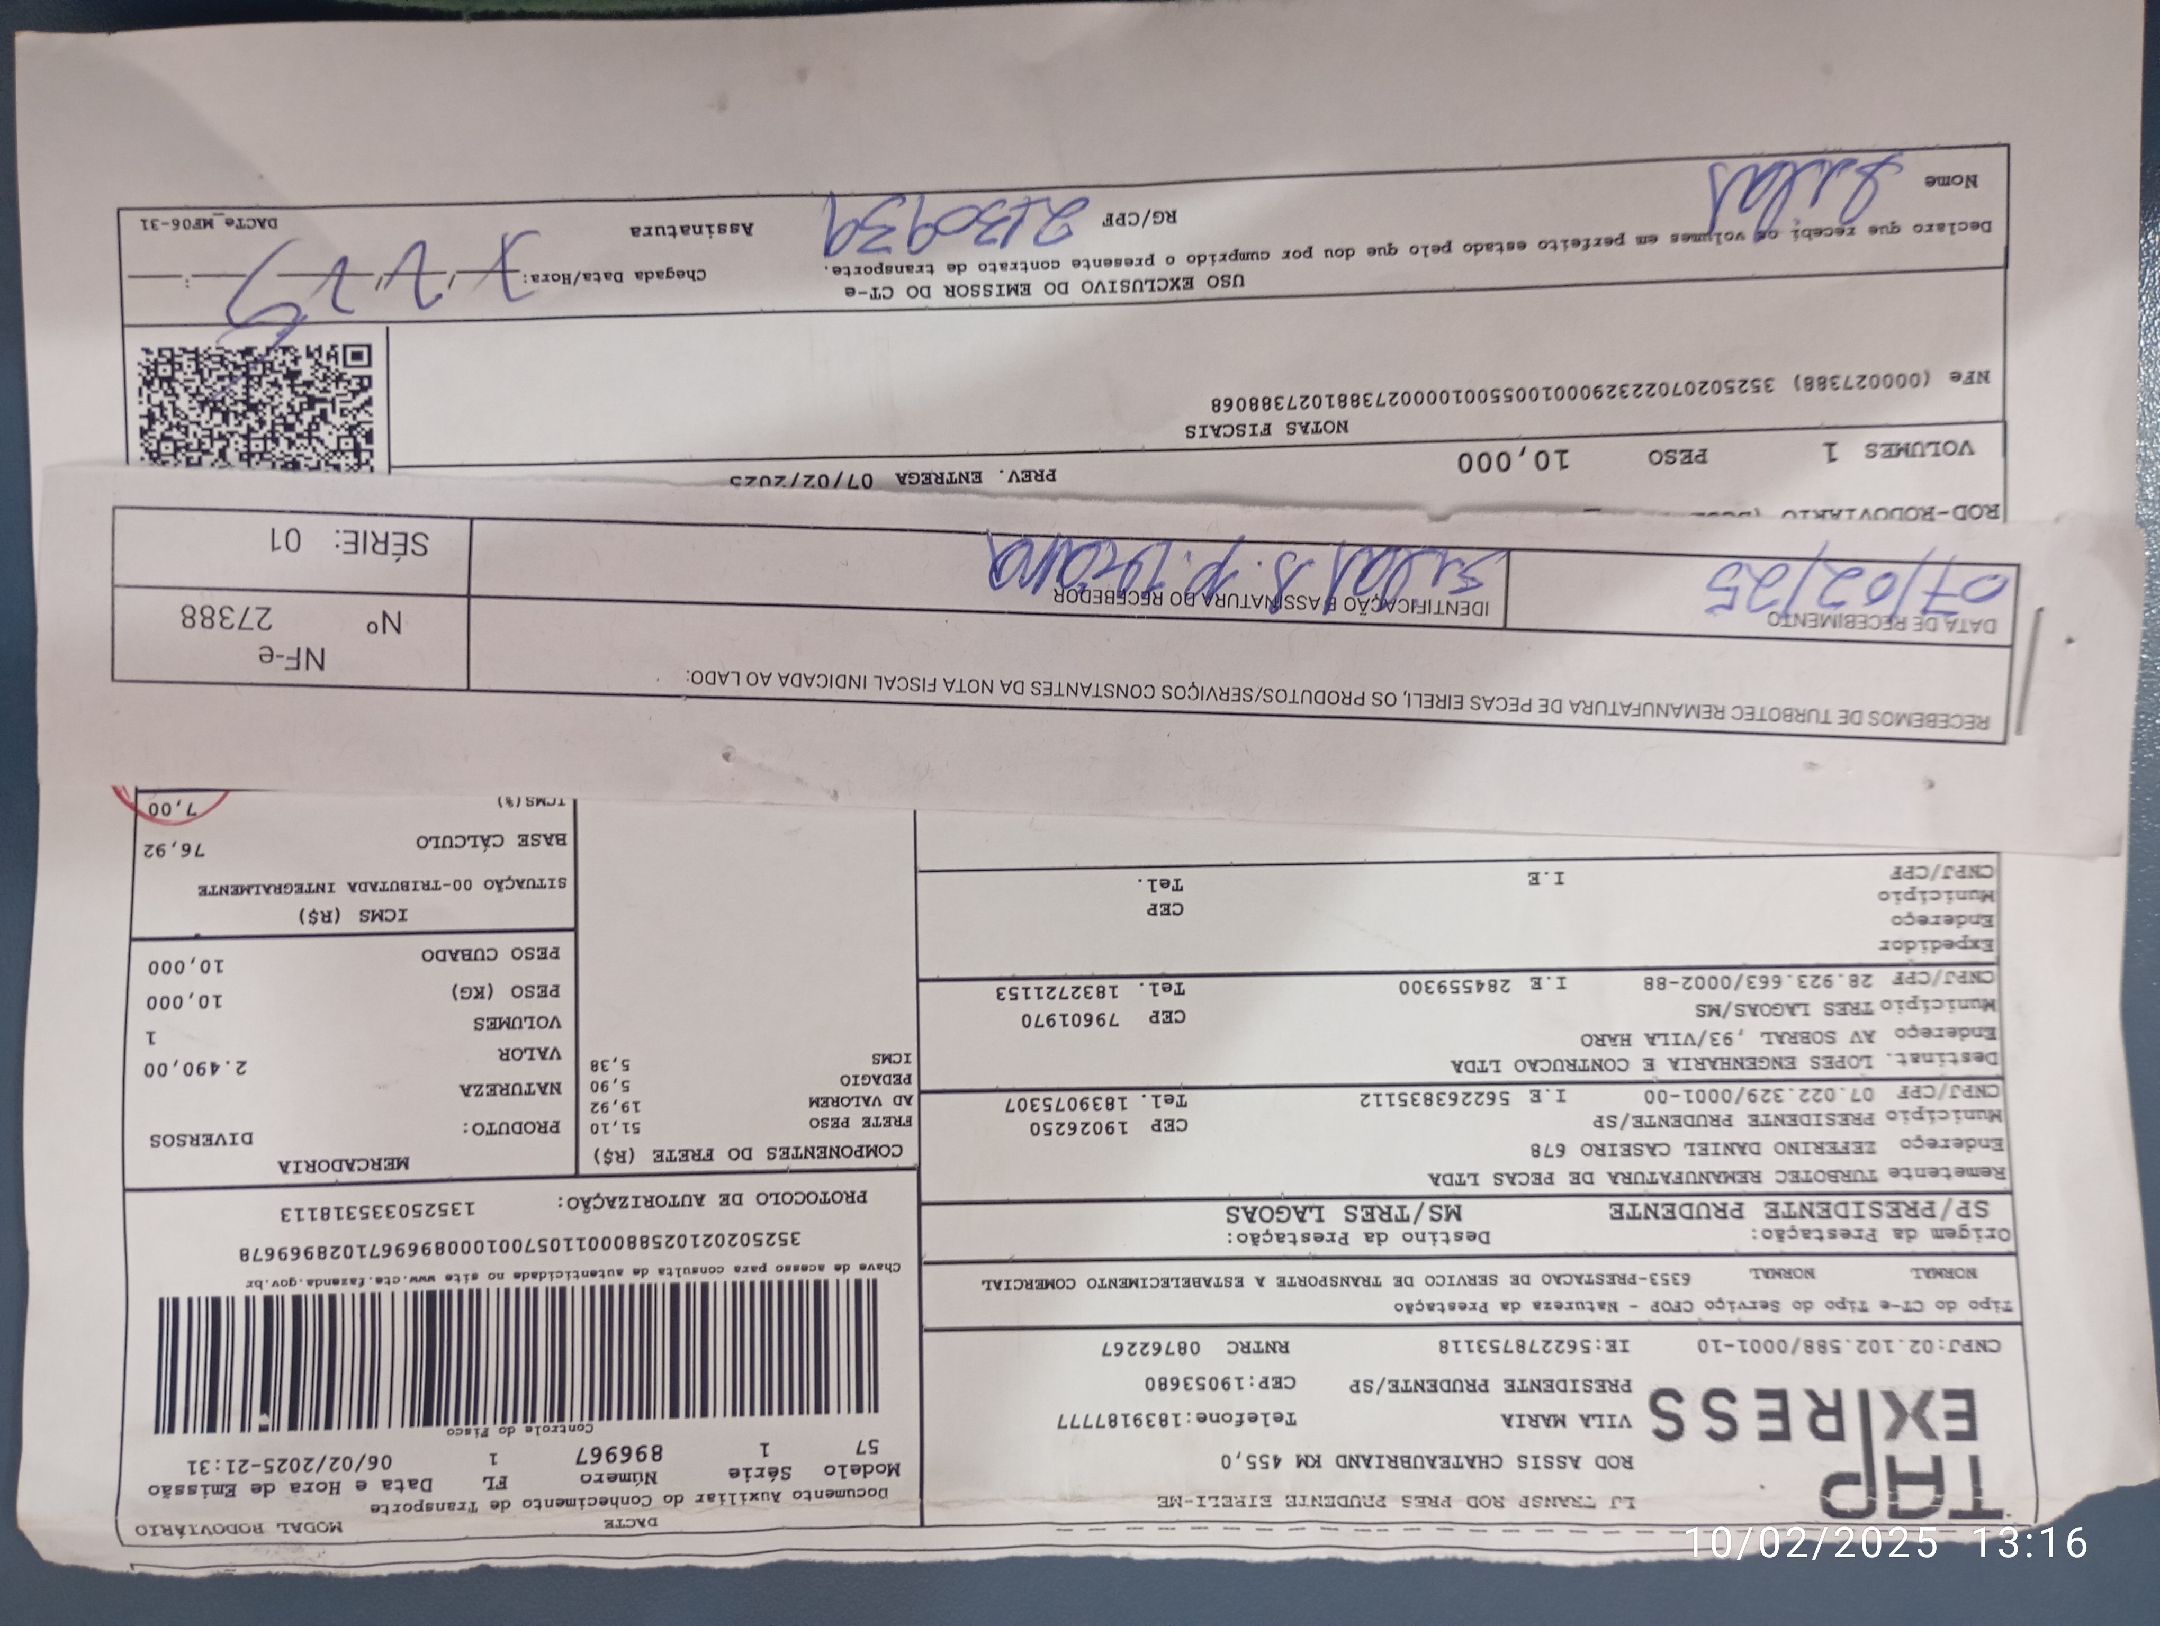 DACTE MODAL RODOVIÁRIO
LJ TRANSP ROD PRES PRUDENTE EIRELI-ME
Documento Auxiliar do Conhecimento de Transporte
TAP EXPRESS
ROD ASSIS CHATEAUBRIAND KM 455,0
Modelo Série Número FL Data e Hora de Emissão
57 1 896967 1 06/02/2025-21:31
VILA MARIA Telefone:1839187777
Controle do Fisco
PRESIDENTE PRUDENTE/SP CEP:19053680
CNPJ:02.102.588/0001-10 IE:562278753118 RNTRC 08762267
Tipo do CT-e Tipo do Serviço CFOP - Natureza da Prestação
NORMAL NORMAL 6353-PRESTACAO DE SERVICO DE TRANSPORTE A ESTABELECIMENTO COMERCIAL
Chave de acesso para consulta de autenticidade no site www.cte.fazenda.gov.br
35250202102588000110570010008969671028969678
Origem da Prestação: Destino da Prestação:
SP/PRESIDENTE PRUDENTE MS/TRES LAGOAS
PROTOCOLO DE AUTORIZAÇÃO: 135250335318113
Remetente TURBOTEC REMANUFATURA DE PECAS LTDA
Endereço ZEFERINO DANIEL CASEIRO 678
Município PRESIDENTE PRUDENTE/SP CEP 19026250
CNPJ/CPF 07.022.329/0001-00 I.E 562263835112 Tel. 1839075307
Destinat. LOPES ENGENHARIA E CONTRUCAO LTDA
Endereço AV SOBRAL ,93/VILA HARO
Município TRES LAGOAS/MS CEP 79601970
CNPJ/CPF 28.923.663/0002-88 I.E 284559300 Tel. 1832721153
Expedidor
Endereço
Município CEP
CNPJ/CPF I.E Tel.
COMPONENTES DO FRETE (R$)
FRETE PESO 51,10
AD VALOREM 19,92
PEDAGIO 5,90
ICMS 5,38
MERCADORIA
PRODUTO: DIVERSOS
NATUREZA
VALOR 2.490,00
VOLUMES 1
PESO (KG) 10,000
PESO CUBADO 10,000
ICMS (R$)
SITUAÇÃO 00-TRIBUTADA INTEGRALMENTE
BASE CÁLCULO 76,92
ICMS(%) 7,00
RECEBEMOS DE TURBOTEC REMANUFATURA DE PECAS EIRELI, OS PRODUTOS/SERVIÇOS CONSTANTES DA NOTA FISCAL INDICADA AO LADO:
NF-e
Nº 27388
SÉRIE: 01
DATA DE RECEBIMENTO IDENTIFICAÇÃO E ASSINATURA DO RECEBEDOR
07/02/25
ROD-RODOVIÁRIO
VOLUMES 1 PESO 10,000 PREV. ENTREGA 07/02/2025
NOTAS FISCAIS
NFe (000027388) 35250207022329000100550010000273881027388068
USO EXCLUSIVO DO EMISSOR DO CT-e
Declaro que recebi os volumes em perfeito estado pelo que dou por cumprido o presente contrato de transporte.
Chegada Data/Hora:
Nome Silas RG/CPF Assinatura
DACTe_MF06-31
10/02/2025 13:16